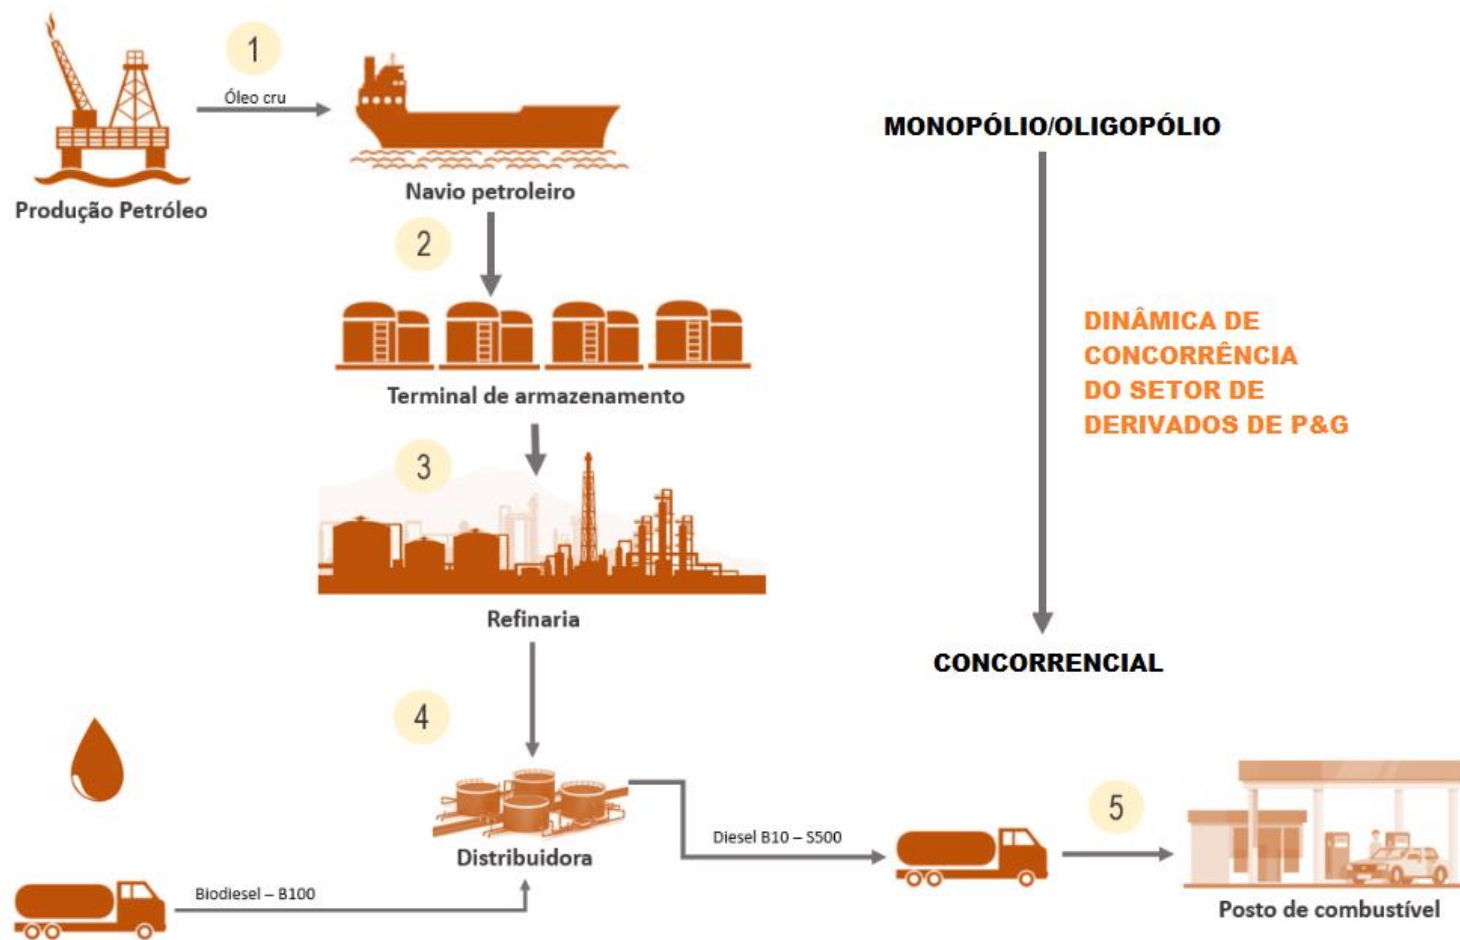 1
Óleo cru
Produção Petróleo
Navio petroleiro
2
Terminal de armazenamento
3
Refinaria
4
Distribuidora
Biodiesel – B100
Diesel B10 – S500
5
Posto de combustível
MONOPÓLIO/OLIGOPÓLIO
DINÂMICA DE
CONCORRÊNCIA
DO SETOR DE
DERIVADOS DE P&G
CONCORRENCIAL